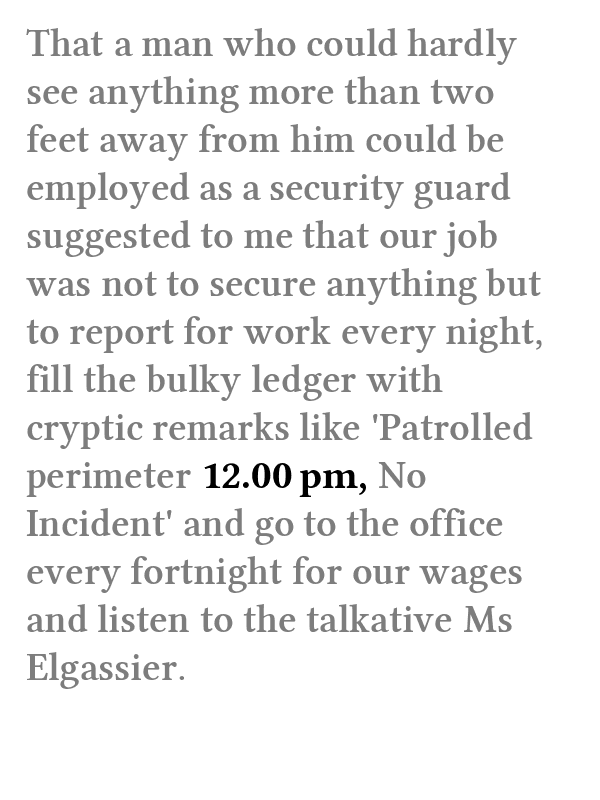 That a man who could hardly
see anything more than two
feet away from him could be
employed as a security guard
suggested to me that our job
was not to secure anything but
to report for work every night,
fill the bulky ledger with
cryptic remarks like 'Patrolled
perimeter 12.00 pm, No
Incident' and go to the office
every fortnight for our wages
and listen to the talkative Ms
Elgassier.